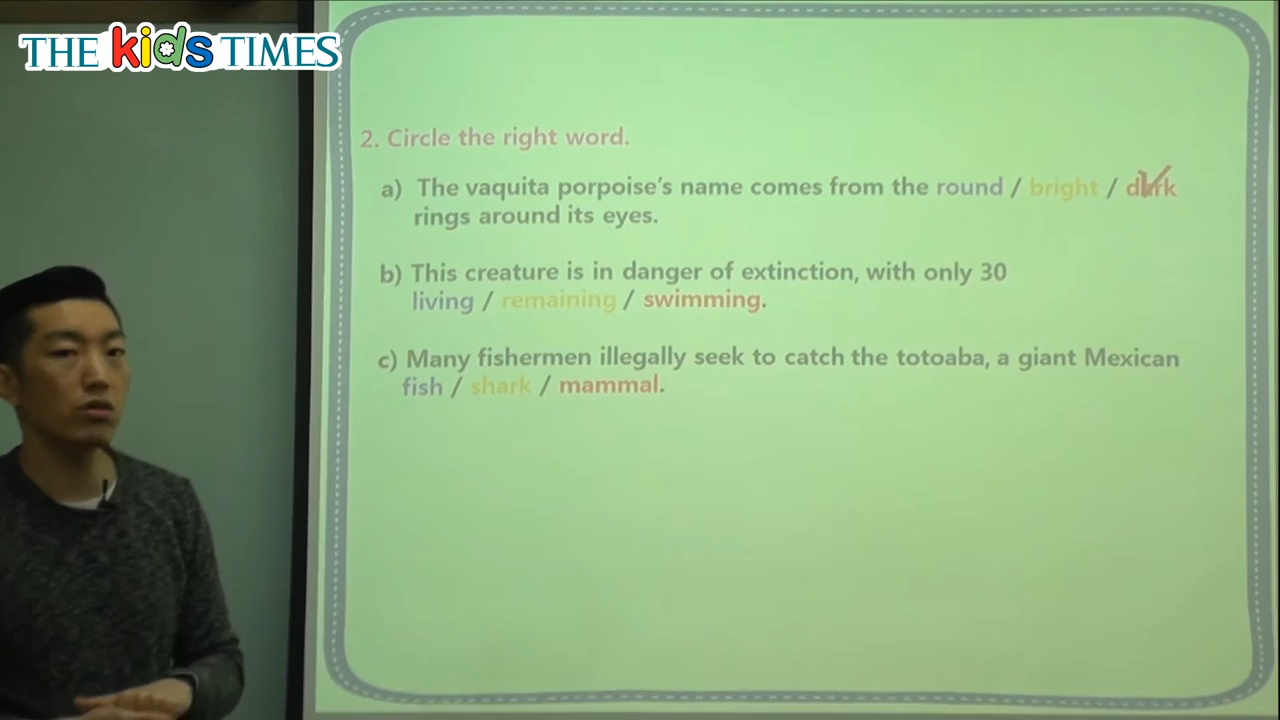 THE kids TIMES
2. Circle the right word.
a) The vaquita porpoise's name comes from the round / bright / dark
rings around its eyes.
b) This creature is in danger of extinction, with only 30
living / remaining / swimming.
c) Many fishermen illegally seek to catch the totoaba, a giant Mexican
fish / shark / mammal.